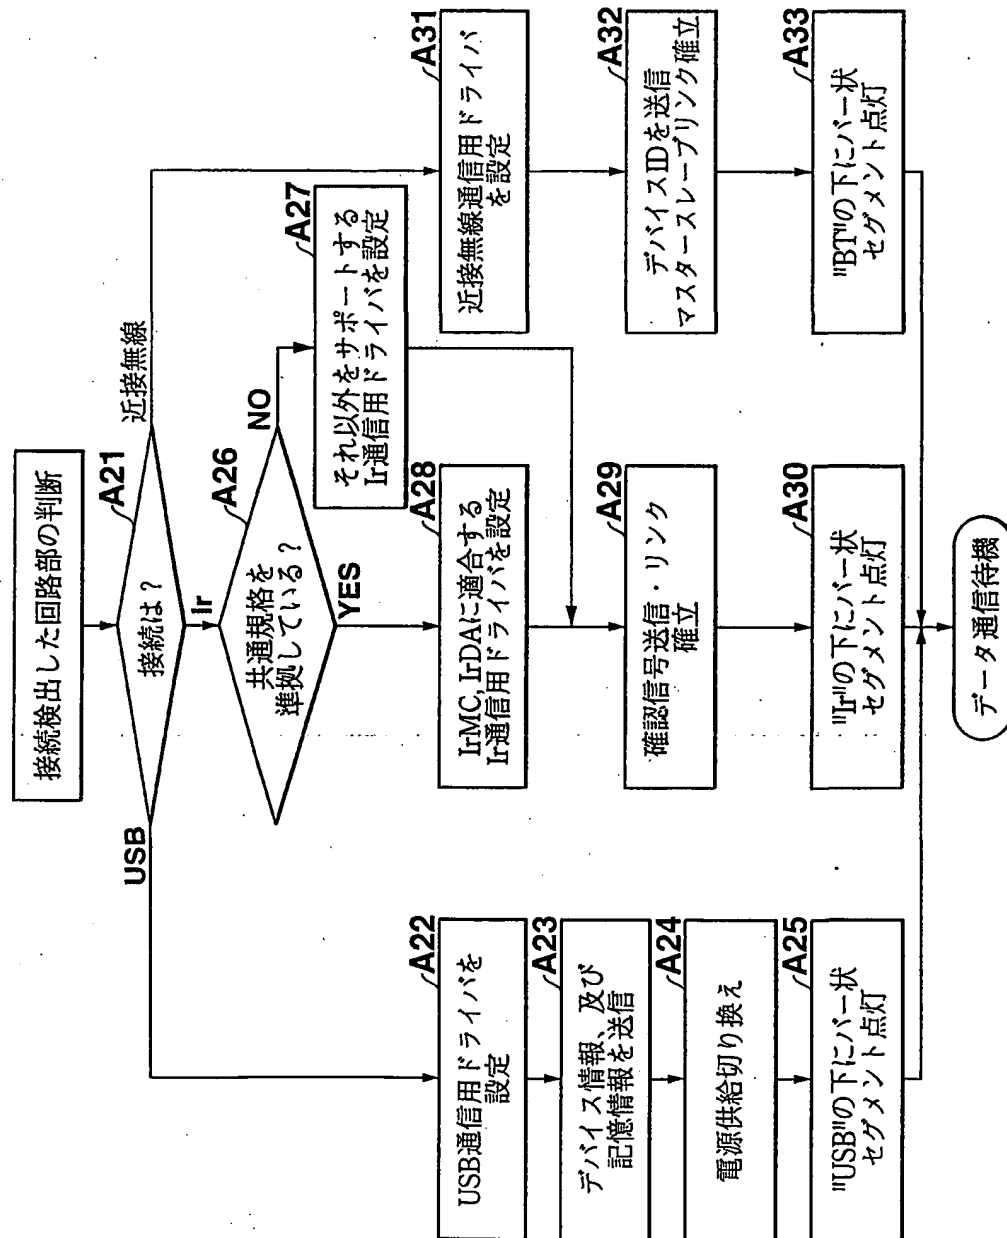 接続検出した回路部の判断
A21
接続は？
USB
Ir
近接無線
A26
共通規格を
準拠している？
NO
YES
A27
それ以外をサポートする
Ir通信用ドライバを設定
A22
USB通信用ドライバを
設定
A23
デバイス情報、及び
記憶情報を送信
A24
電源供給切り換え
A25
"USB"の下にバー状
セグメント点灯
A28
IrMC, IrDAに適合する
Ir通信用ドライバを設定
A29
確認信号送信・リンク
確立
A30
"Ir"の下にバー状
セグメント点灯
A31
近接無線通信用ドライバ
を設定
A32
デバイスIDを送信
マスタースレーブリンク確立
A33
"BT"の下にバー状
セグメント点灯
データ通信待機